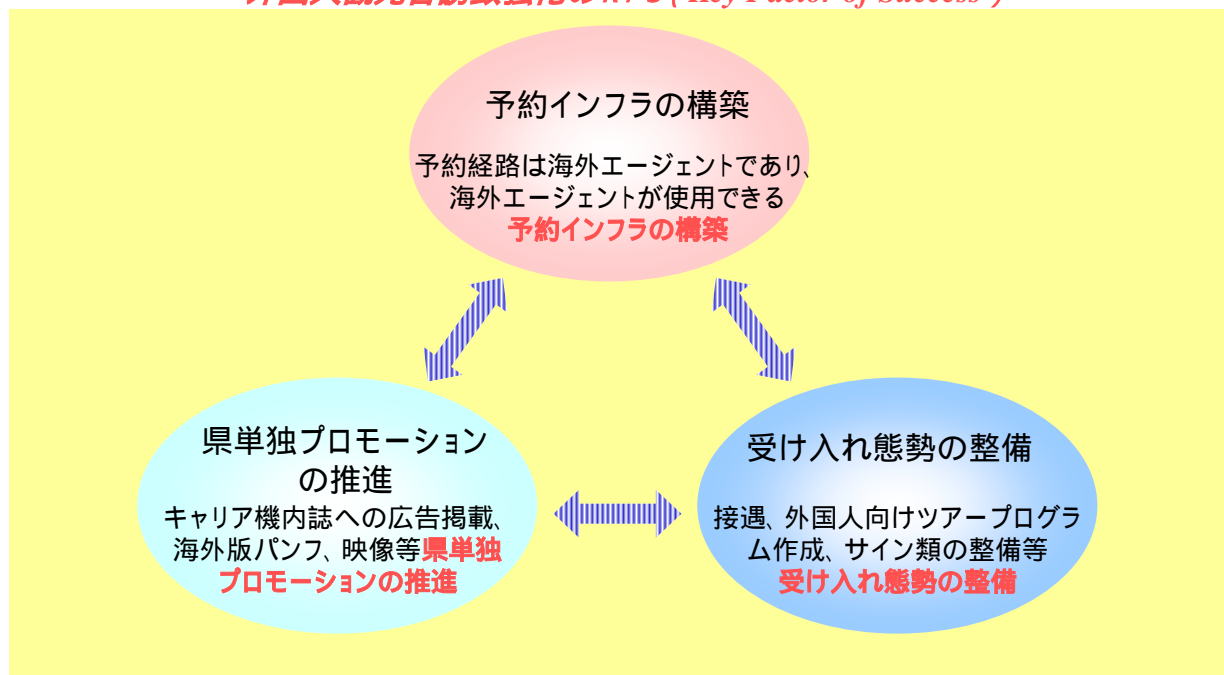 (Key Factor of Success)
予約インフラの構築
予約経路は海外エージェントであり、
海外エージェントが使用できる
予約インフラの構築
県単独プロモーション
の推進
キャリア機内誌への広告掲載、
海外版パンフ、映像等県単独
プロモーションの推進
受け入れ態勢の整備
接遇、外国人向けツアープログラ
ム作成、サイン類の整備等
受け入れ態勢の整備